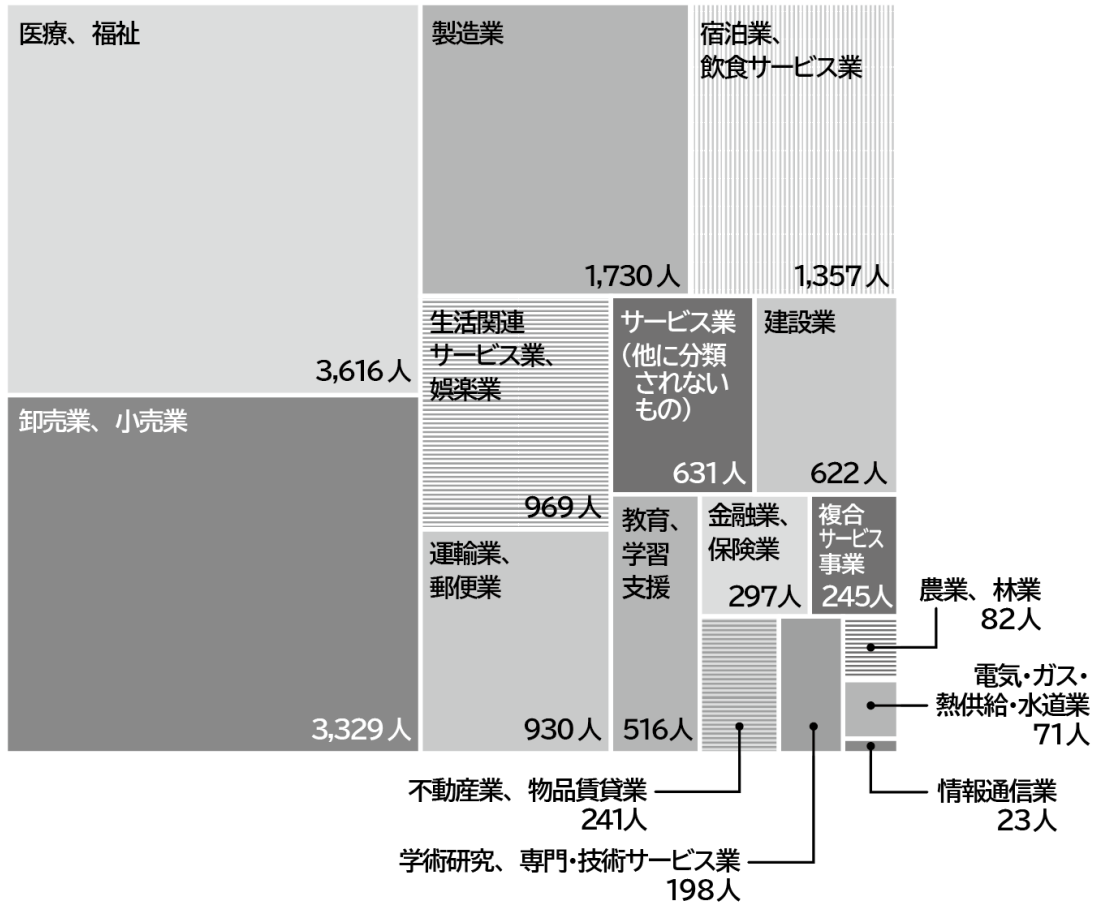 医療、福祉
3,616人
卸売業、小売業
3,329人
製造業
1,730人
宿泊業、
飲食サービス業
1,357人
生活関連
サービス業、
娯楽業
969人
運輸業、
郵便業
930人
サービス業
（他に分類
されない
もの）
631人
建設業
622人
教育、
学習
支援
516人
金融業、
保険業
297人
複合
サービス
事業
245人
農業、林業
82人
電気・ガス・
熱供給・水道業
71人
情報通信業
23人
不動産業、物品賃貸業
241人
学術研究、専門・技術サービス業
198人